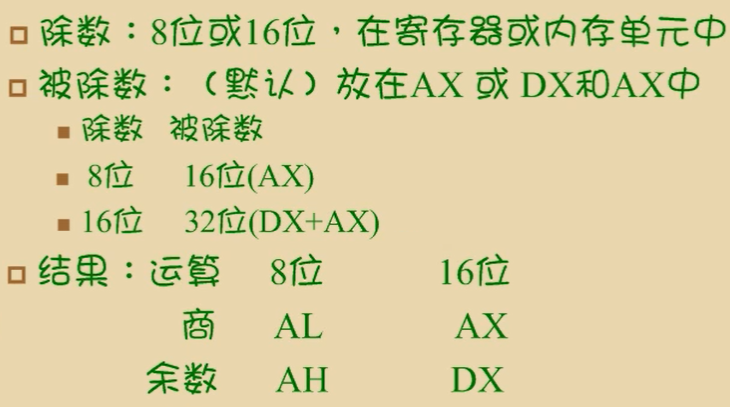 除数：8位或16位，在寄存器或内存单元中
被除数：（默认）放在AX 或 DX和AX中
除数 被除数
8位 16位(AX)
16位 32位(DX+AX)
结果：运算 8位 16位
商 AL AX
余数 AH DX